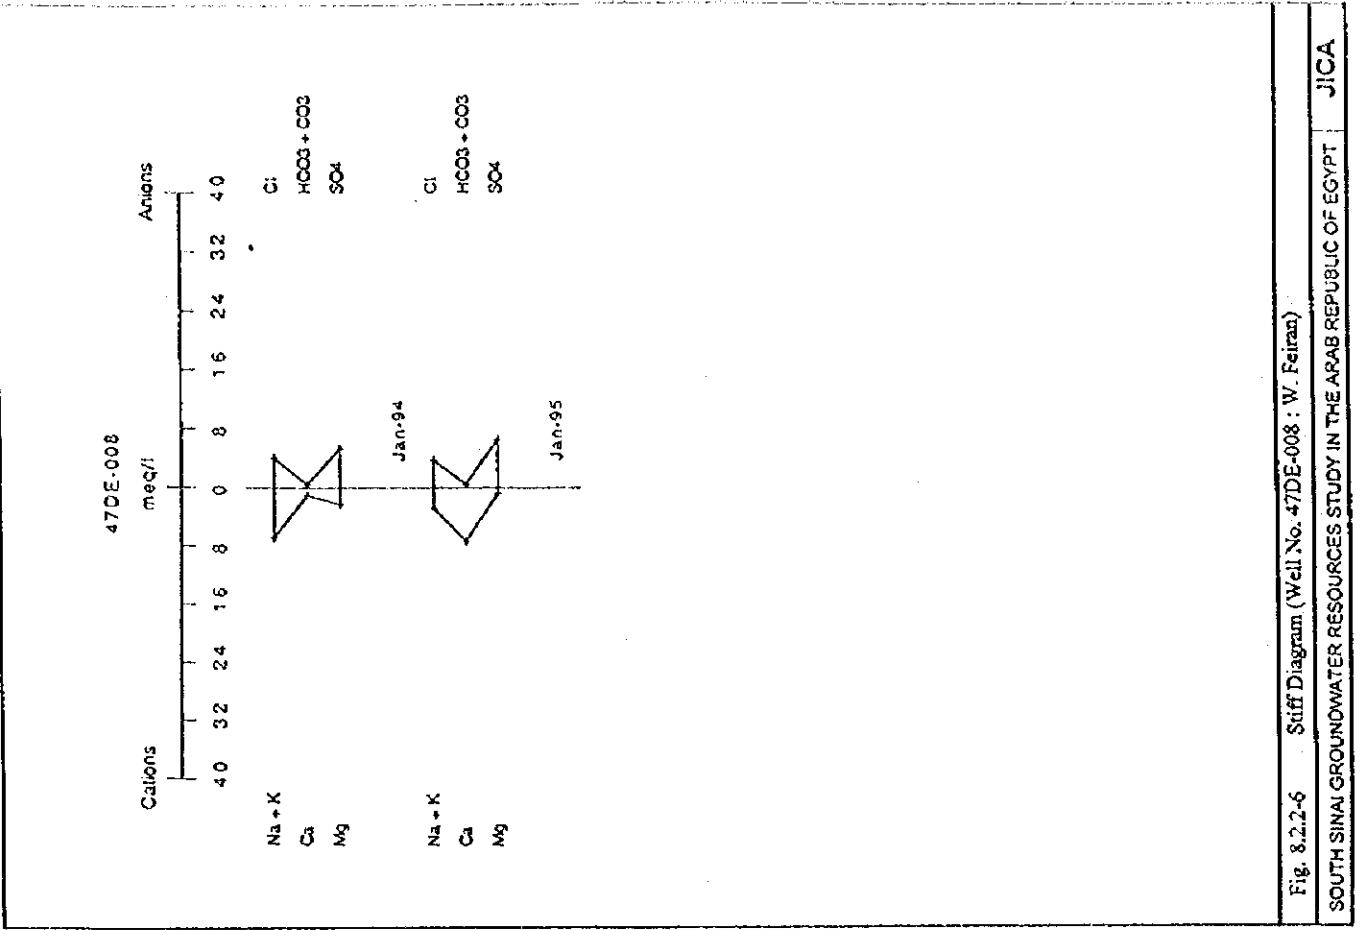 47DE-008
meq/l
Cations
Anions
40 32 24 16 8 0 8 16 24 32 40
Na + K
Cl
Ca
HCO3 + CO3
Mg
SO4
Jan-94
Na + K
Cl
Ca
HCO3 + CO3
Mg
SO4
Jan-95
Fig. 8.2.2-6 Stiff Diagram (Well No. 47DE-008 : W. Feiran)
SOUTH SINAI GROUNDWATER RESOURCES STUDY IN THE ARAB REPUBLIC OF EGYPT JICA